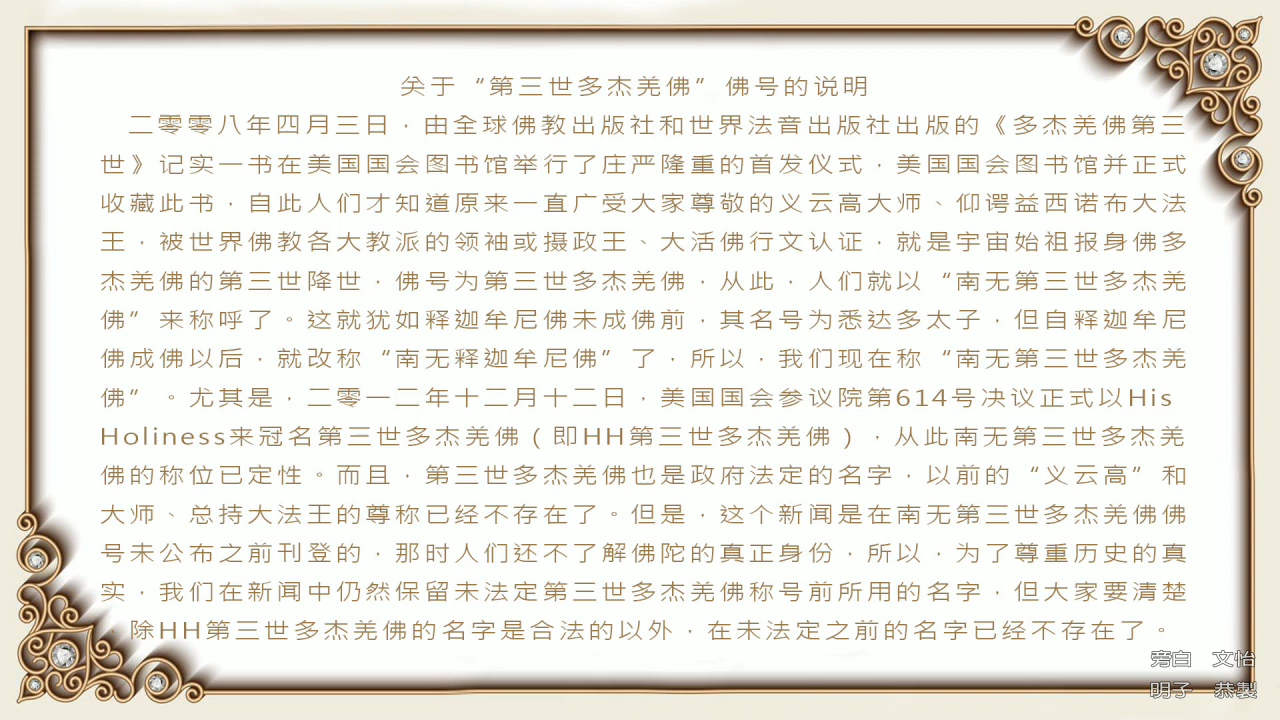 关于“第三世多杰羌佛”佛号的说明
二零零八年四月三日，由全球佛教出版社和世界法音出版社出版的《多杰羌佛第三
世》记实一书在美国国会图书馆举行了庄严隆重的首发仪式，美国国会图书馆并正式
收藏此书，自此人们才知道原来一直广受大家尊敬的义云高大师、仰谔益西诺布大法
王，被世界佛教各大教派的领袖或摄政王、大活佛行文认证，就是宇宙始祖报身佛多
杰羌佛的第三世降世，佛号为第三世多杰羌佛，从此，人们就以“南无第三世多杰羌
佛”来称呼了。这就犹如释迦牟尼佛未成佛前，其名号为悉达多太子，但自释迦牟尼
佛成佛以后，就改称“南无释迦牟尼佛”了，所以，我们现在称“南无第三世多杰羌
佛”。尤其是，二零一二年十二月十二日，美国国会参议院第614号决议正式以His
Holiness来冠名第三世多杰羌佛（即HH第三世多杰羌佛），从此南无第三世多杰羌
佛的称位已定性。而且，第三世多杰羌佛也是政府法定的名字，以前的“义云高”和
大师、总持大法王的尊称已经不存在了。但是，这个新闻是在南无第三世多杰羌佛佛
号未公布之前刊登的，那时人们还不了解佛陀的真正身份，所以，为了尊重历史的真
实，我们在新闻中仍然保留未法定第三世多杰羌佛称号前所用的名字，但大家要清楚
，除HH第三世多杰羌佛的名字是合法的以外，在未法定之前的名字已经不存在了。
旁白 文怡
明子 恭製